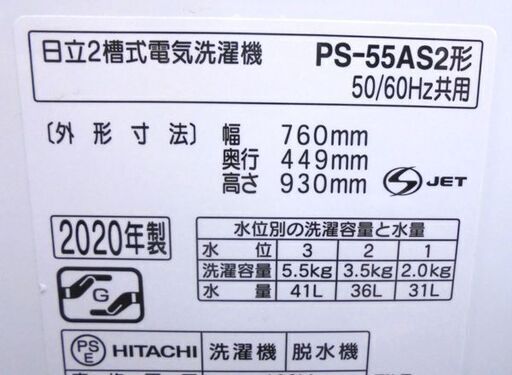 日立2槽式電気洗濯機 PS-55AS2形
50/60Hz共用
〔外形寸法〕幅 760mm
奥行 449mm
高さ 930mm
S JET
2020年製
水位別の洗濯容量と水量
水位 3 2 1
洗濯容量 5.5kg 3.5kg 2.0kg
水量 41L 36L 31L
G
PS E HITACHI 洗濯機 脱水機